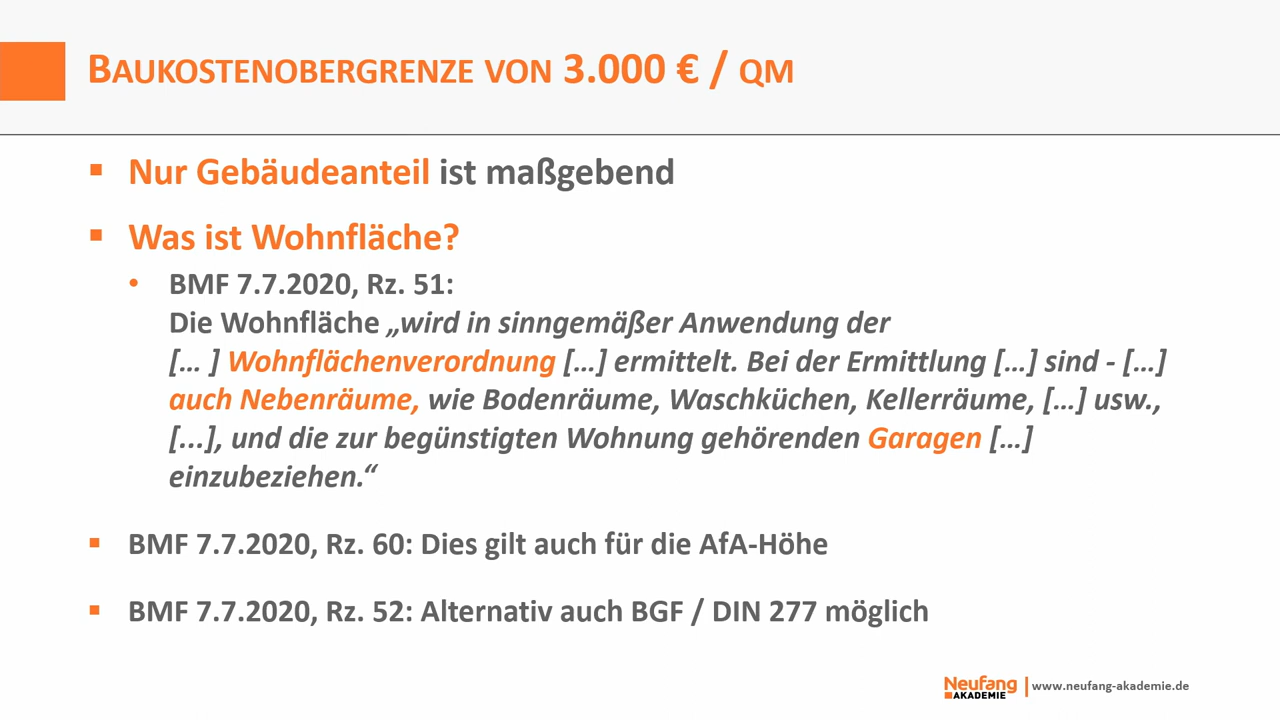 BAUKOSTENOBERGRENZE VON 3.000 € / QM
Nur Gebäudeanteil ist maßgebend
Was ist Wohnfläche?
BMF 7.7.2020, Rz. 51:
Die Wohnfläche „wird in sinngemäßer Anwendung der
[… ] Wohnflächenverordnung […] ermittelt. Bei der Ermittlung […] sind - […]
auch Nebenräume, wie Bodenräume, Waschküchen, Kellerräume, […] usw.,
[...], und die zur begünstigten Wohnung gehörenden Garagen […]
einzubeziehen.“
BMF 7.7.2020, Rz. 60: Dies gilt auch für die AfA-Höhe
BMF 7.7.2020, Rz. 52: Alternativ auch BGF / DIN 277 möglich
Neufang
AKADEMIE
www.neufang-akademie.de